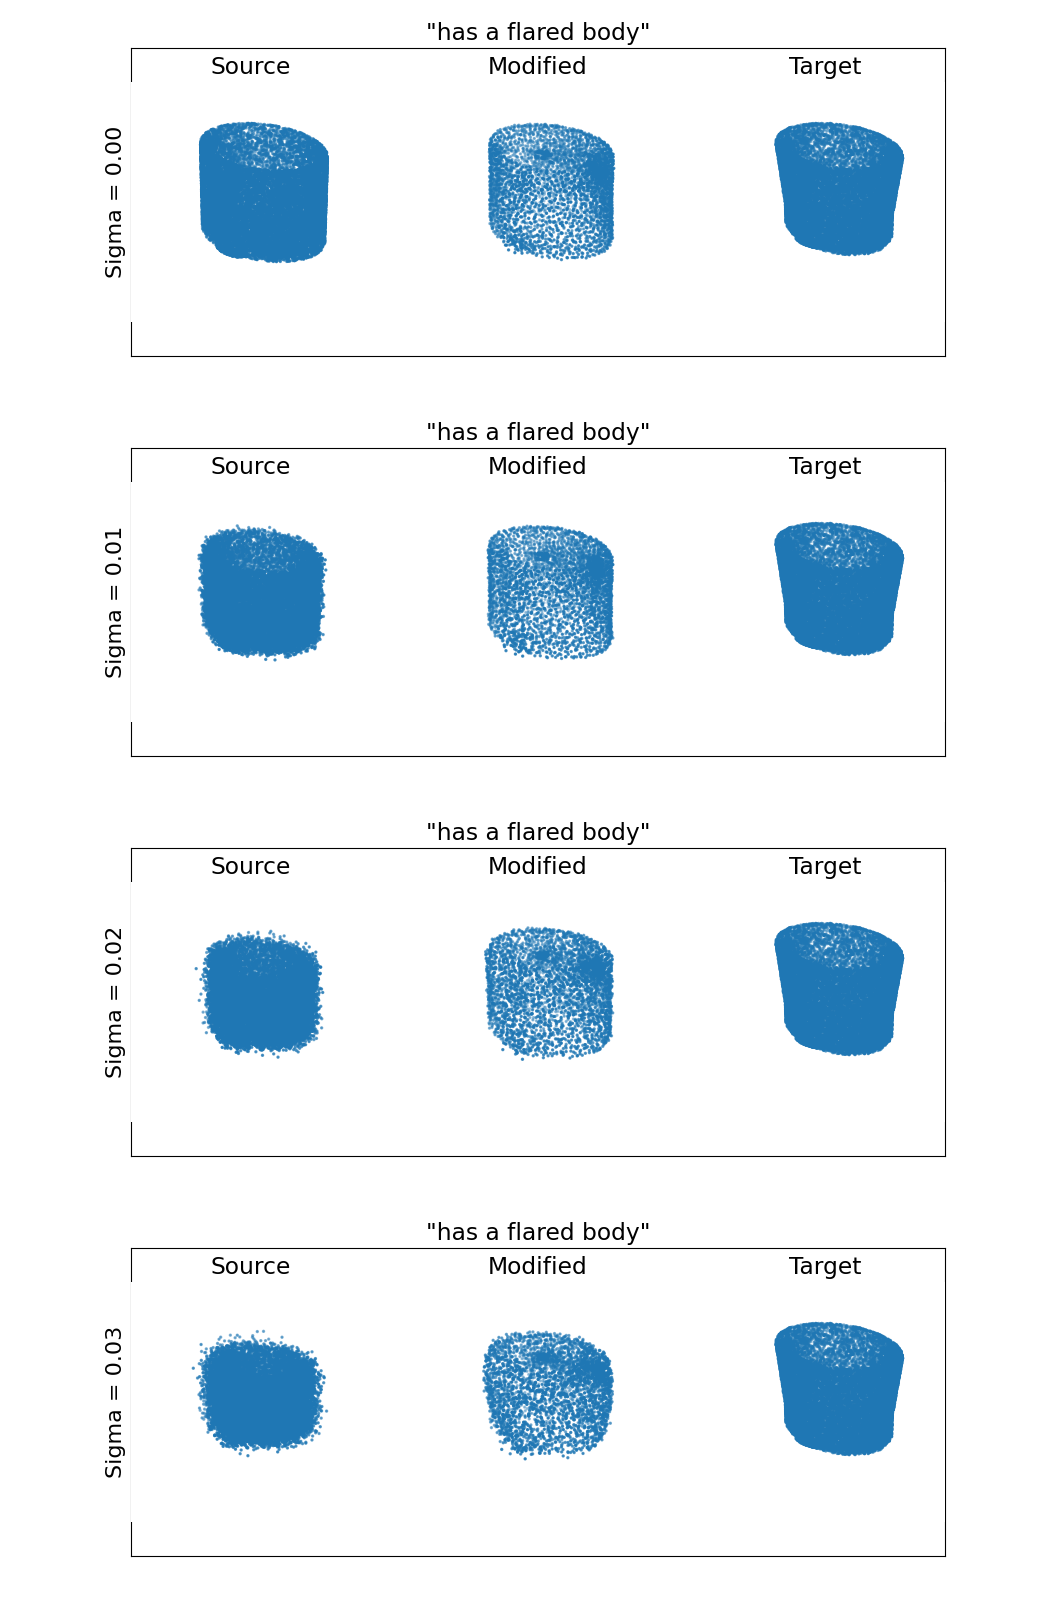 "has a flared body"
Source Modified Target
Sigma = 0.00
"has a flared body"
Source Modified Target
Sigma = 0.01
"has a flared body"
Source Modified Target
Sigma = 0.02
"has a flared body"
Source Modified Target
Sigma = 0.03